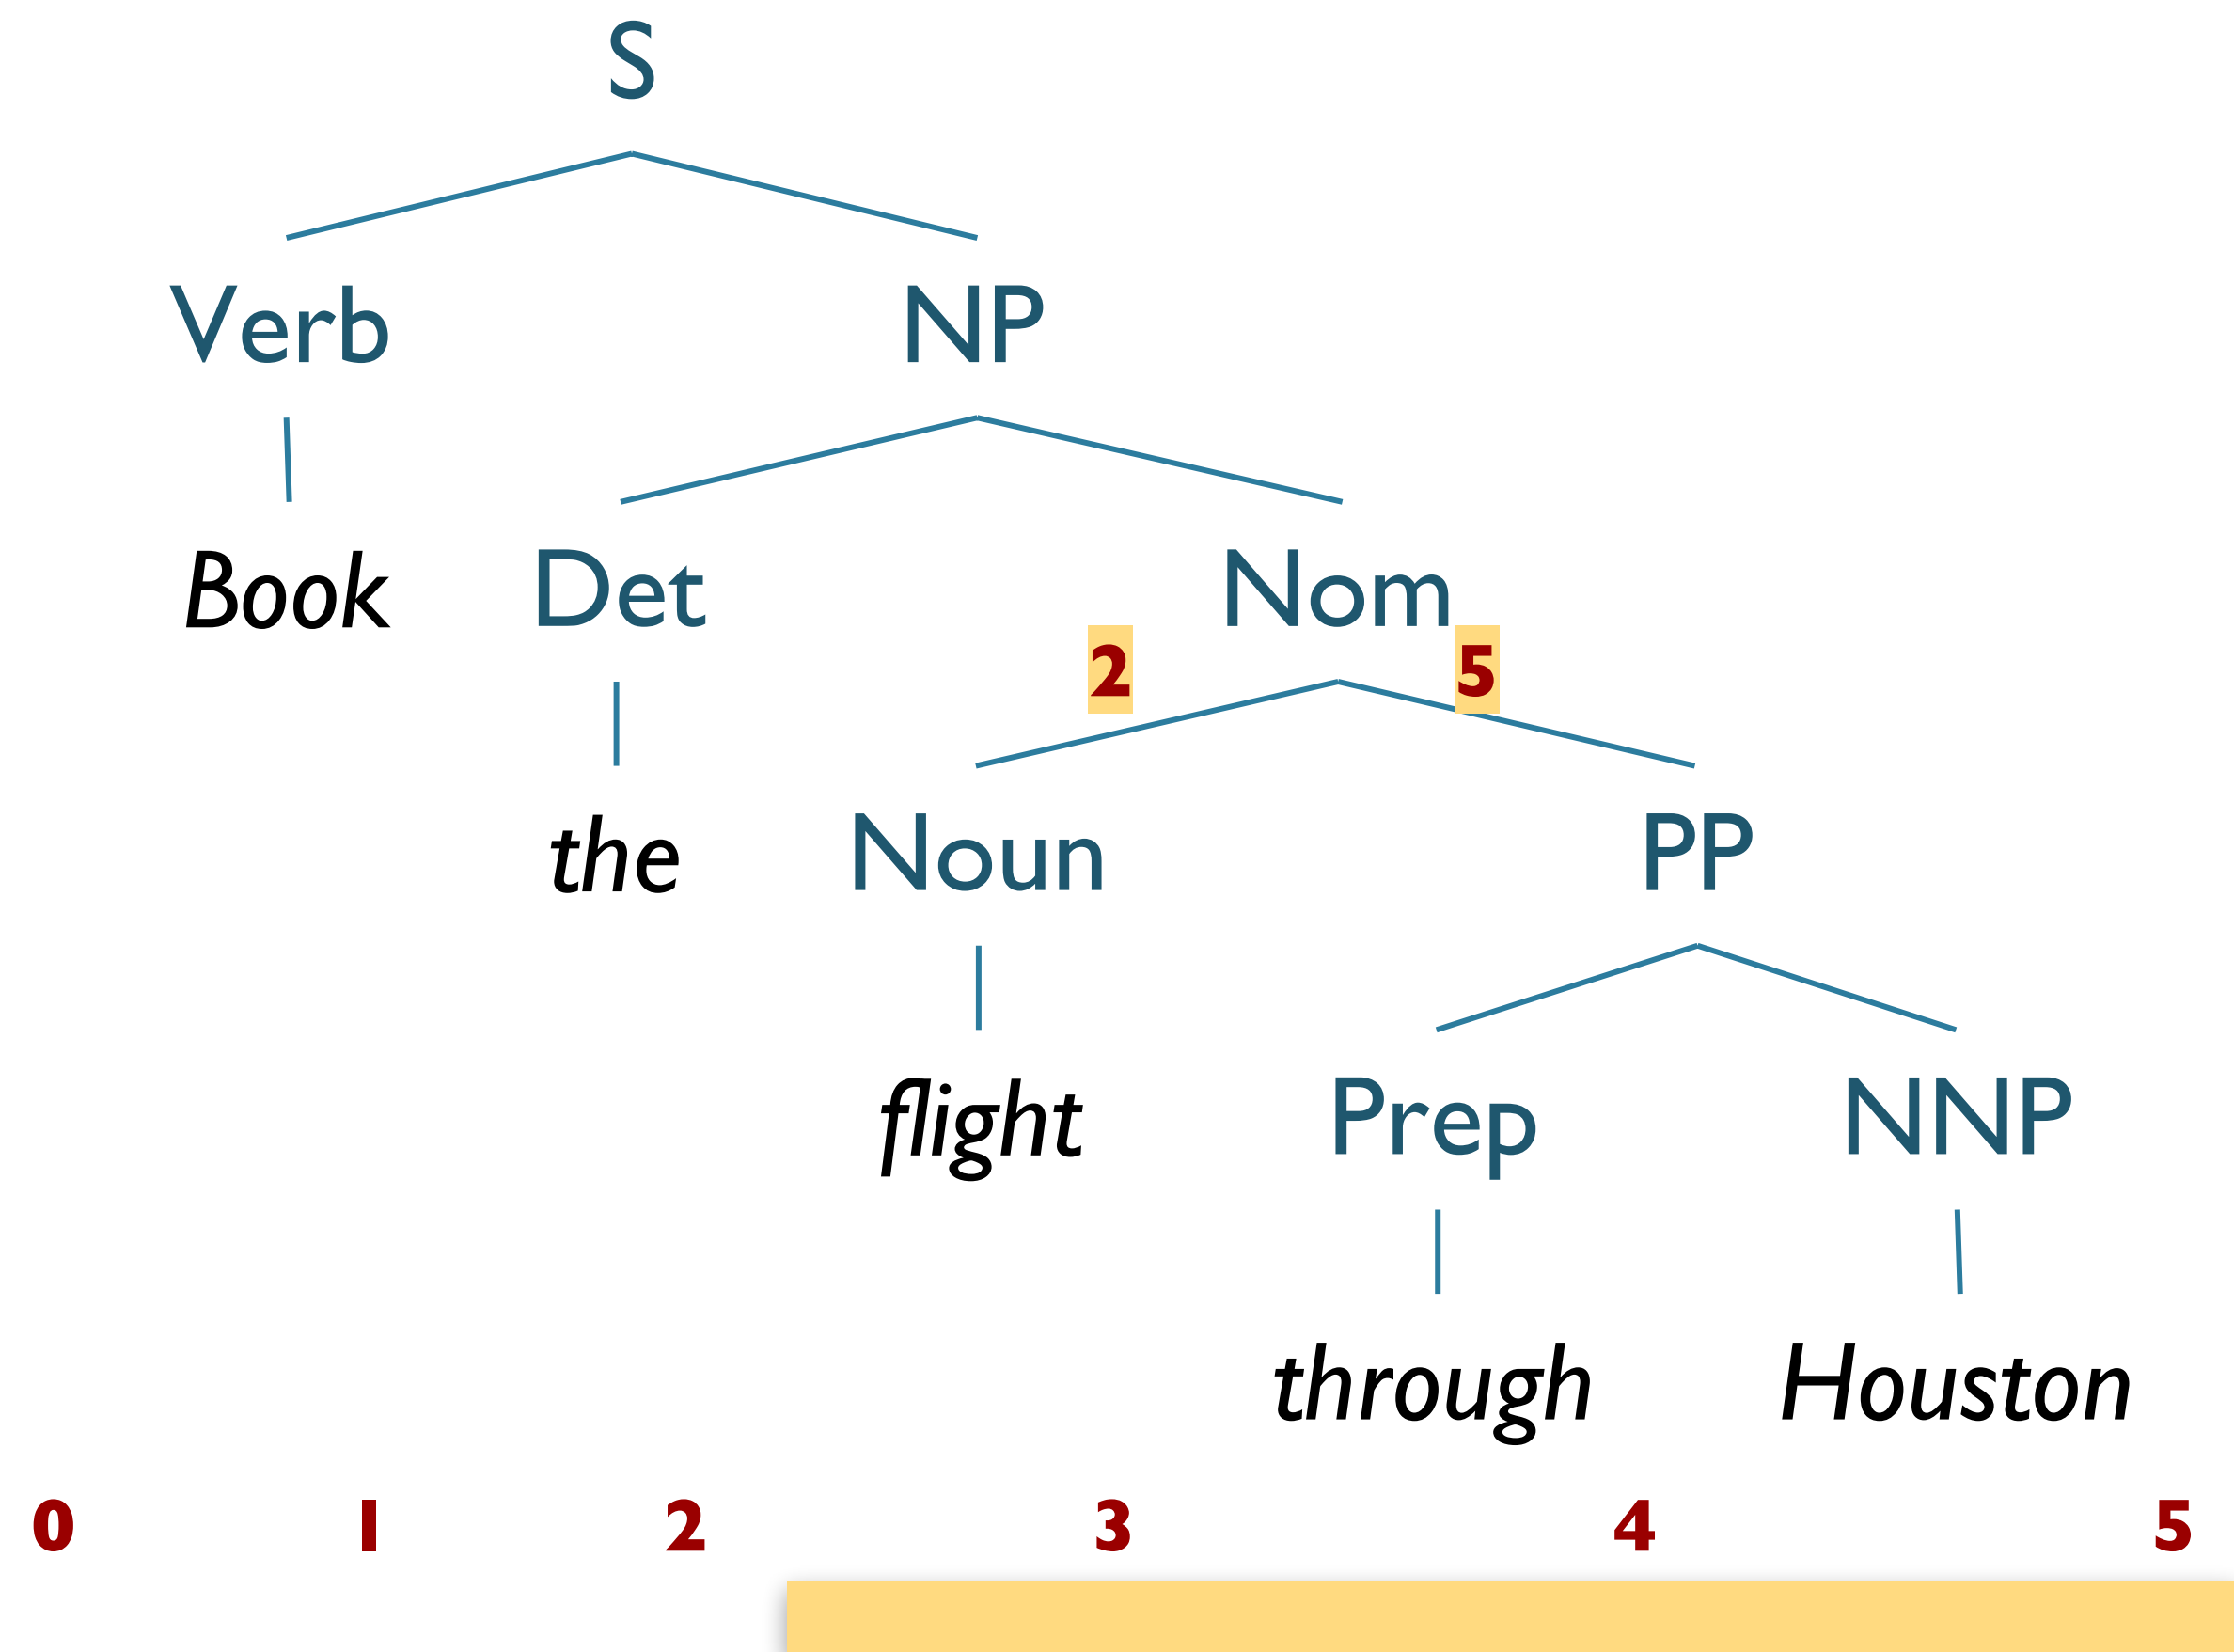 S
Verb NP
Book Det Nom
2 5
the Noun PP
flight Prep NNP
through Houston
0 1 2 3 4 5